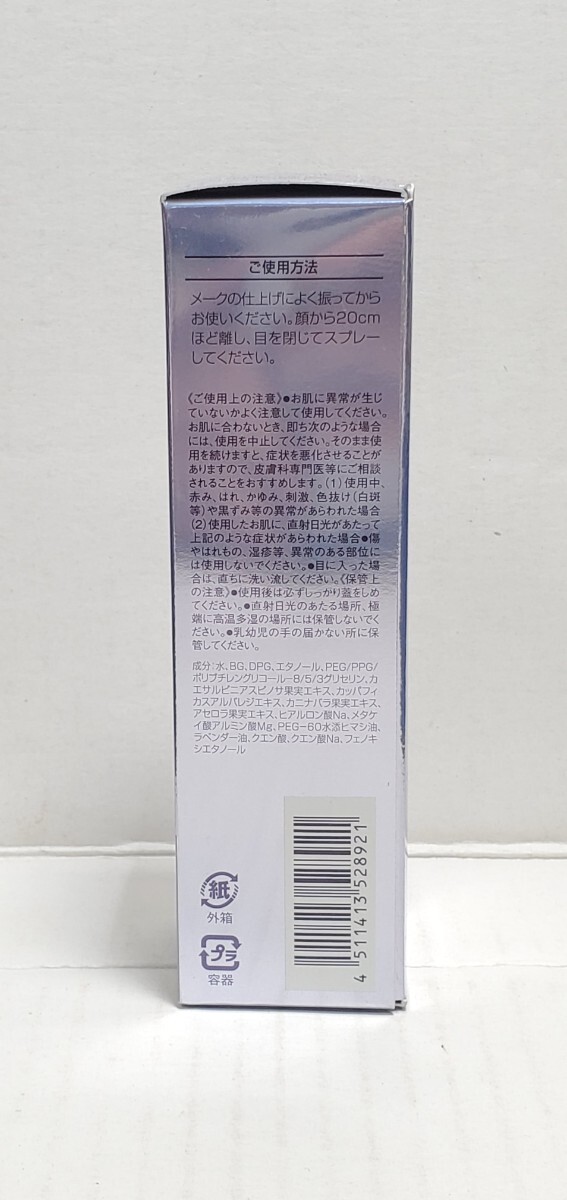 ご使用方法
メークの仕上げによく振ってから
お使いください。顔から20cm
ほど離し、目を閉じてスプレー
してください。
《ご使用上の注意》●お肌に異常が生じ
ていないかよく注意して使用してください。
お肌に合わないとき、即ち次のような場合
には、使用を中止してください。そのまま使
用を続けますと、症状を悪化させることが
ありますので、皮膚科専門医等にご相談
されることをおすすめします。(1)使用中、
赤み、はれ、かゆみ、刺激、色抜け(白斑
等)や黒ずみ等の異常があらわれた場合
(2)使用したお肌に、直射日光があたって
上記のような症状があらわれた場合●傷
やはれもの、湿疹等、異常のある部位に
は使用しないでください。●目に入った場
合は、直ちに洗い流してください。《保管上
の注意》●使用後は必ずしっかり蓋をしめ
てください。●直射日光のあたる場所、極
端に高温多湿の場所には保管しないでく
ださい。●乳幼児の手の届かない所に保
管してください。
成分:水、BG、DPG、エタノール、PEG/PPG/
ポリブチレングリコール-8/5/3グリセリン、カ
エサルピニアスピノサ果実エキス、カッパフィ
カスアルバレジエキス、カニナバラ果実エキス、
アセロラ果実エキス、ヒアルロン酸Na、メタケ
イ酸アルミン酸Mg、PEG-60水添ヒマシ油、
ラベンダー油、クエン酸、クエン酸Na、フェノキ
シエタノール
紙
外箱
プラ
容器
4 511413 528921